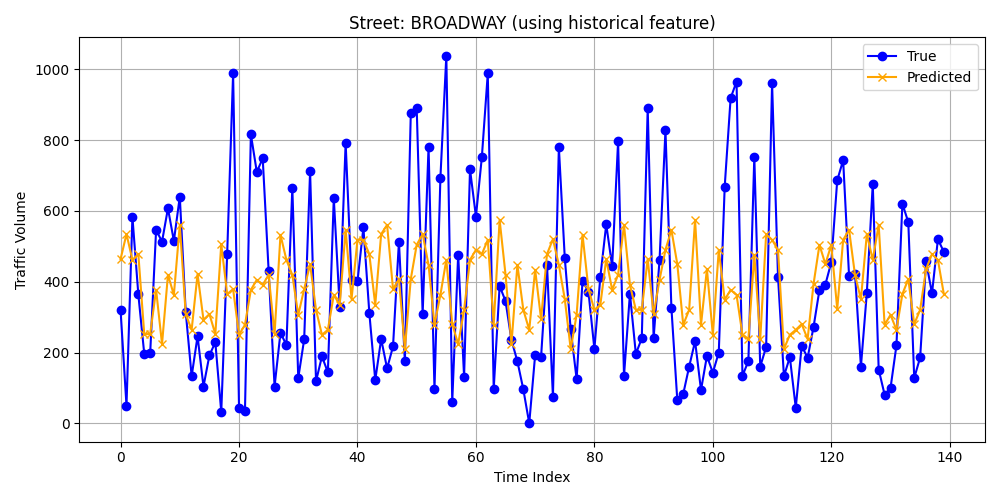 Street: BROADWAY (using historical feature)
True
Predicted
Traffic Volume
1000
800
600
400
200
0
0 20 40 60 80 100 120 140
Time Index